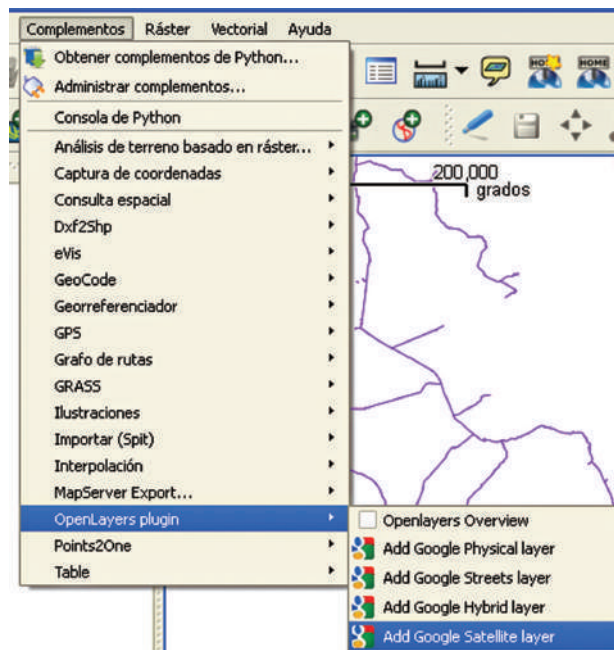 Complementos Ráster Vectorial Ayuda
Obtener complementos de Python...
Administrar complementos...
Consola de Python
Análisis de terreno basado en ráster...
Captura de coordenadas
Consulta espacial
Dxf2Shp
eVis
GeoCode
Georreferenciador
GPS
Grafo de rutas
GRASS
Ilustraciones
Importar (Spit)
Interpolación
MapServer Export...
OpenLayers plugin
Points2One
Table
Openlayers Overview
Add Google Physical layer
Add Google Streets layer
Add Google Hybrid layer
Add Google Satellite layer
200,000
grados
HOME